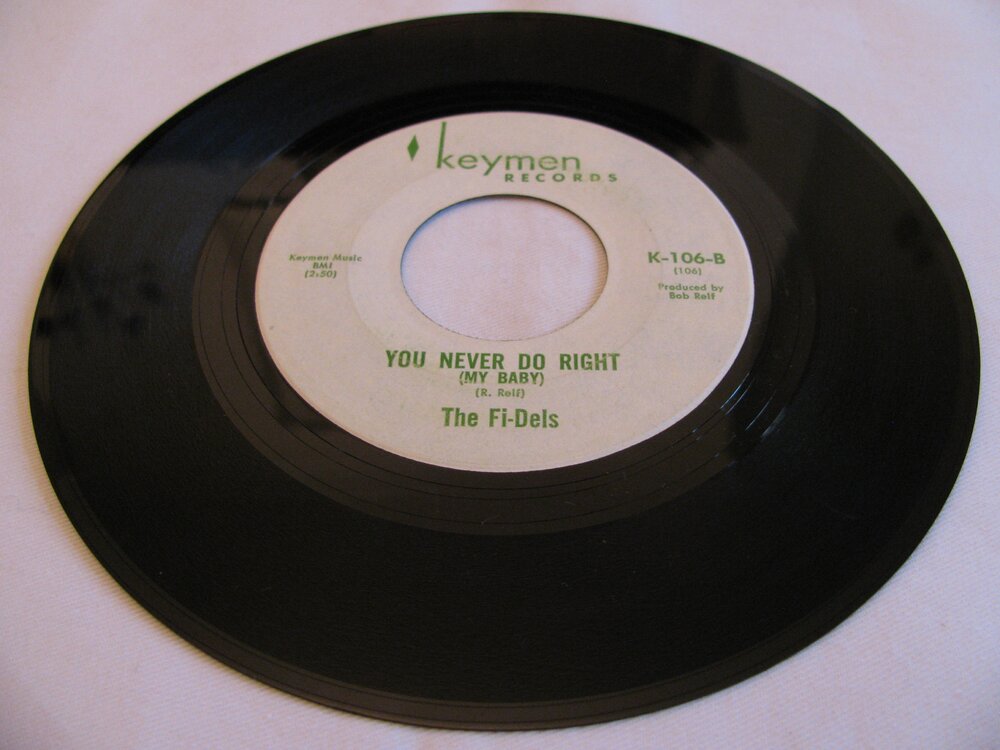 keymen
RECORDS
Keymen Music
BMI
(2:50)
K-106-B
(106)
Produced by
Bob Relf
YOU NEVER DO RIGHT
(MY BABY)
(R. Relf)
The Fi-Dels